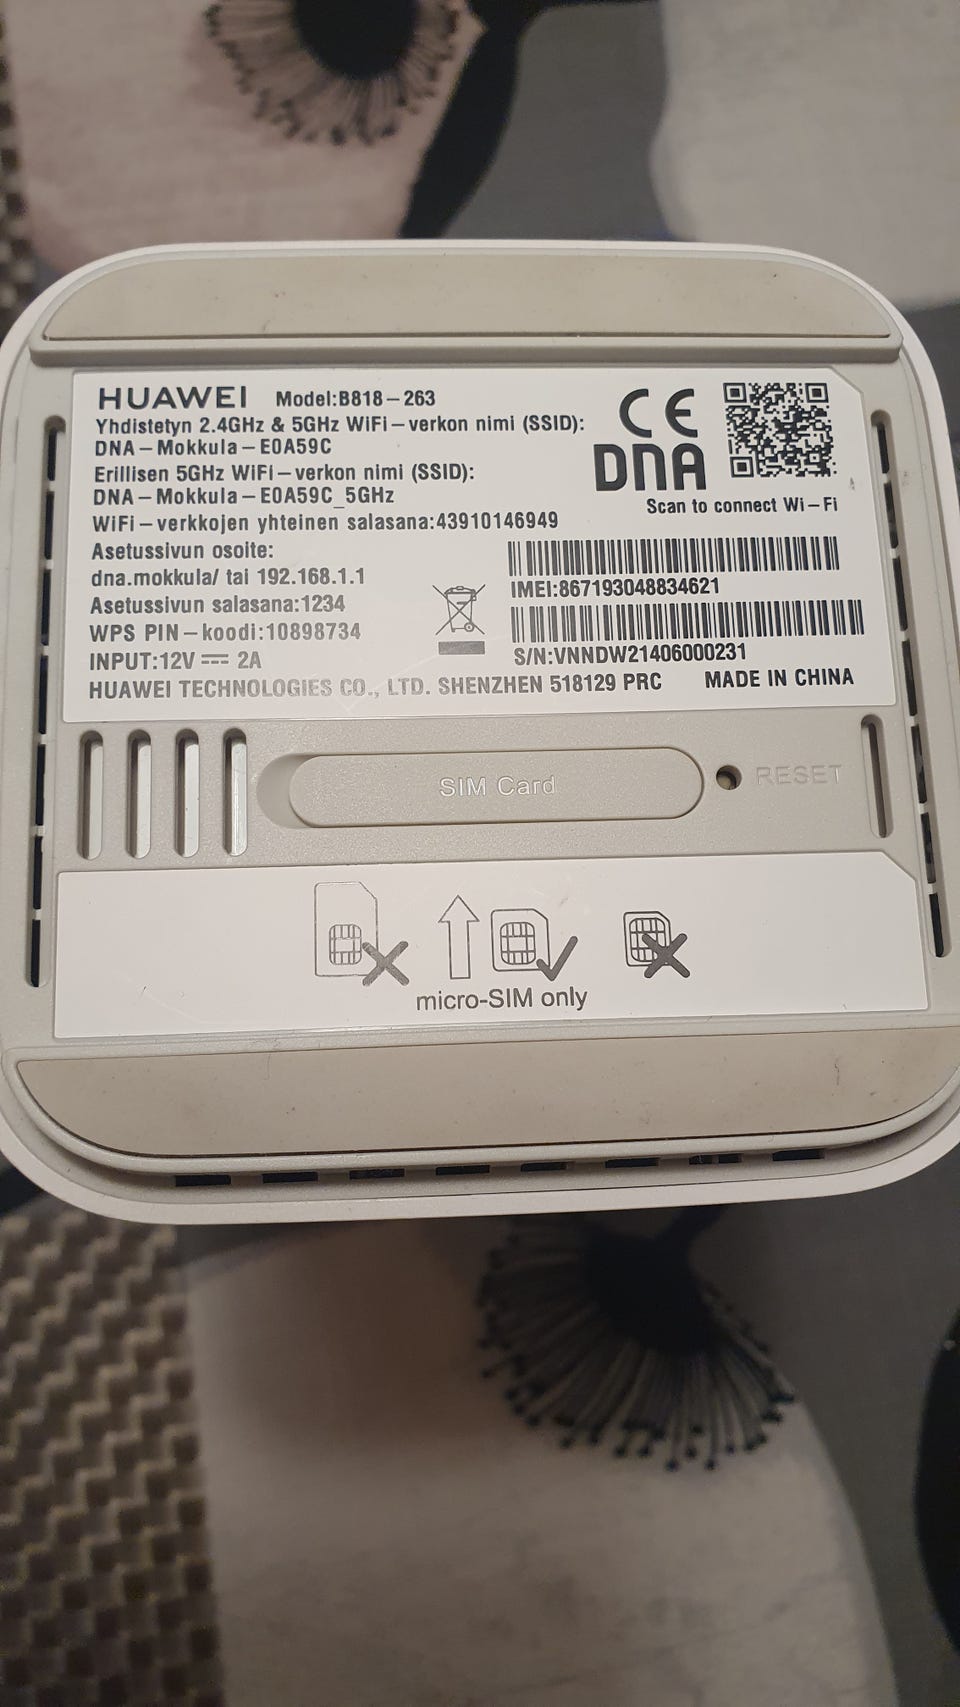 HUAWEI Model:B818-263
Yhdistetyn 2.4GHz & 5GHz WiFi-verkon nimi (SSID):
DNA-Mokkula-E0A59C
Erillisen 5GHz WiFi-verkon nimi (SSID):
DNA-Mokkula-E0A59C_5GHz
WiFi-verkkojen yhteinen salasana:43910146949
Asetussivun osoite:
dna.mokkula/ tai 192.168.1.1
Asetussivun salasana:1234
WPS PIN-koodi:10898734
INPUT:12V ⎓ 2A
HUAWEI TECHNOLOGIES CO., LTD. SHENZHEN 518129 PRC
CE
DNA
Scan to connect Wi-Fi
IMEI:867193048834621
S/N:VNNDW21406000231
MADE IN CHINA
SIM Card
RESET
micro-SIM only